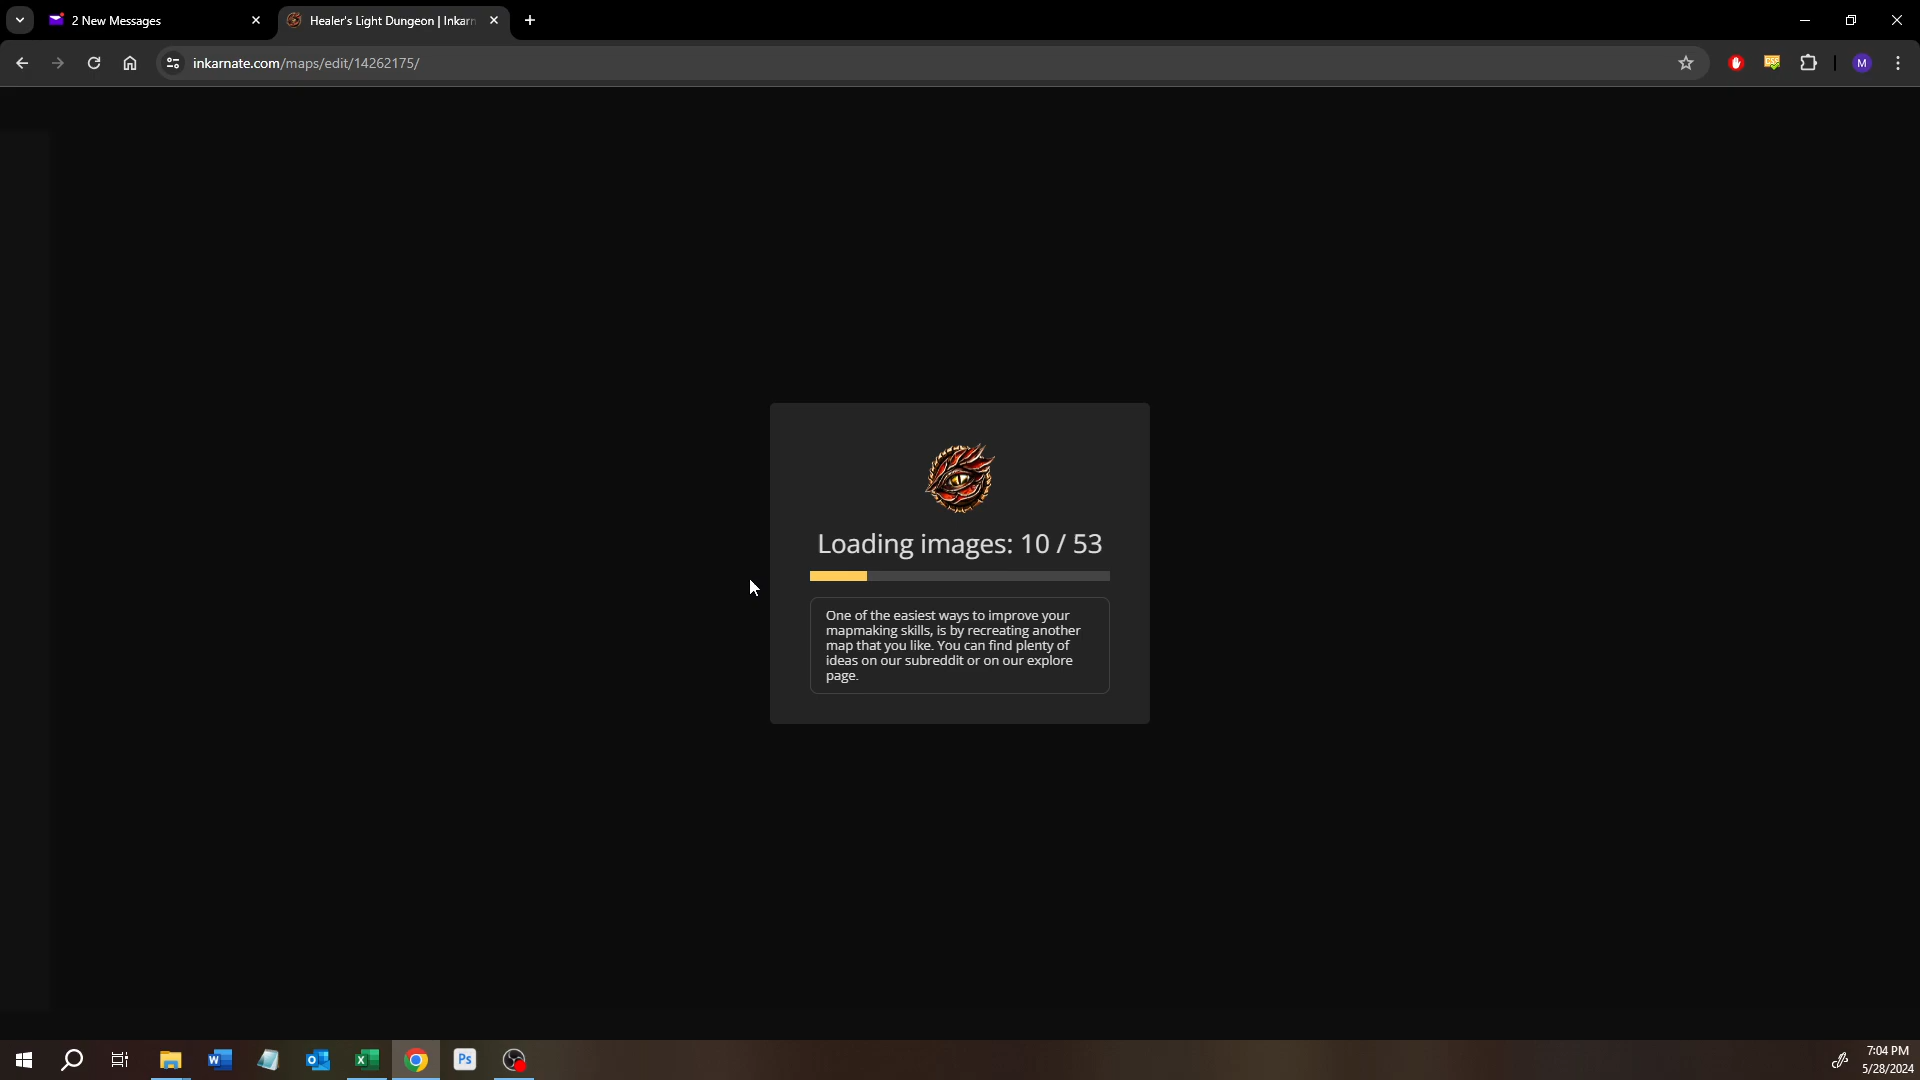 2 New Messages
Healer's Light Dungeon | Inkarn
inkarnate.com/maps/edit/14262175/
M
Loading images: 10 / 53
One of the easiest ways to improve your
mapmaking skills, is by recreating another
map that you like. You can find plenty of
ideas on our subreddit or on our explore
page.
Ps
7:04 PM
5/28/2024